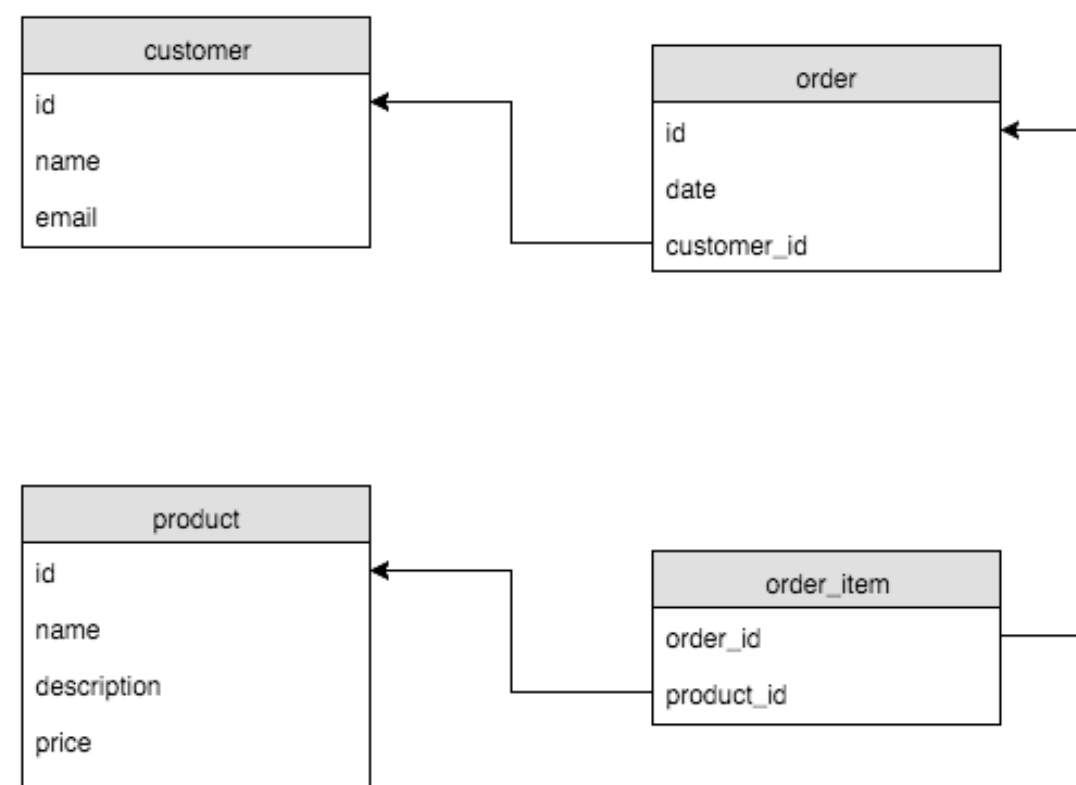 customer
id
name
email
order
id
date
customer_id
product
id
name
description
price
order_item
order_id
product_id